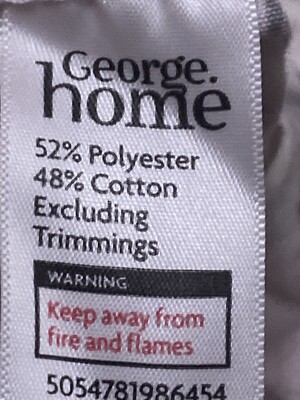 George.
home
52% Polyester
48% Cotton
Excluding
Trimmings
WARNING
Keep away from
fire and flames
5054781986454